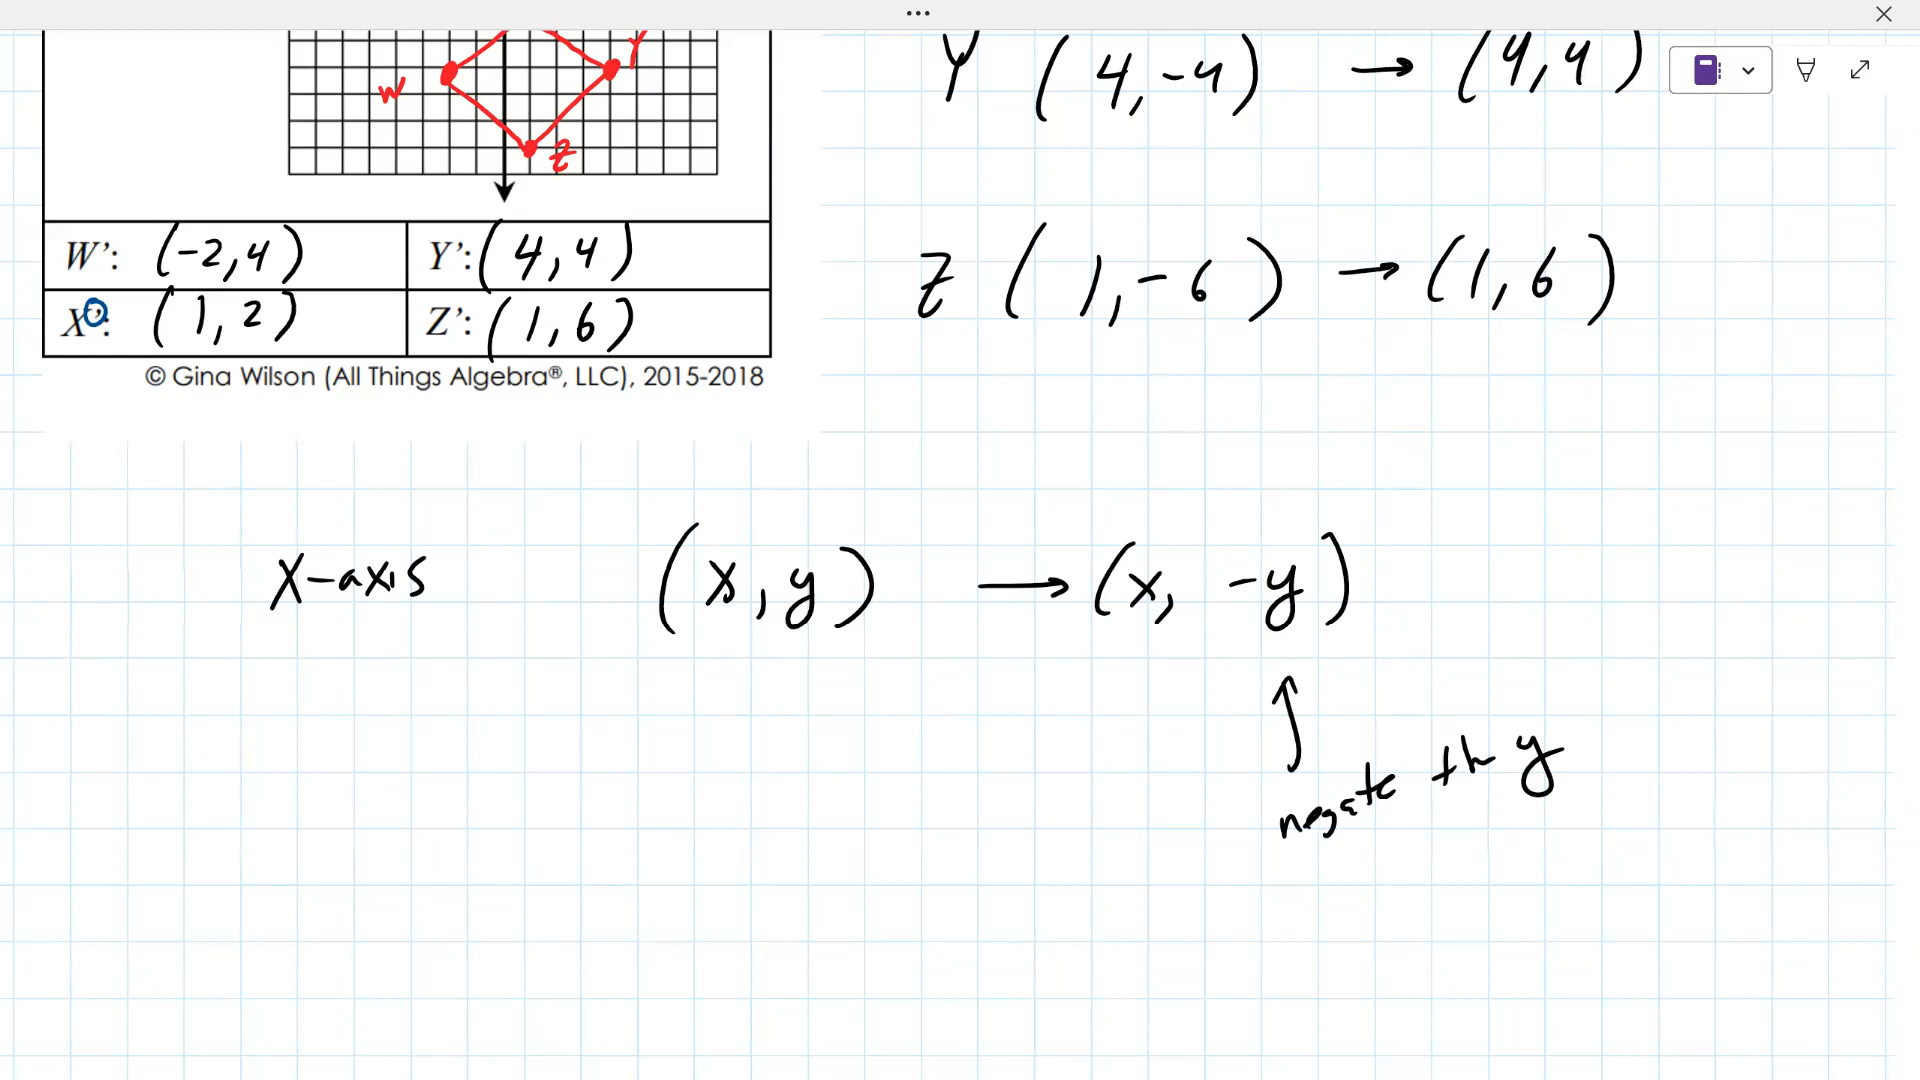 W
Y
Z
W': (-2,4)
Y': (4,4)
X': (1,2)
Z': (1,6)
© Gina Wilson (All Things Algebra®, LLC), 2015-2018
Y (4,-4) → (4,4)
Z (1,-6) → (1,6)
X-axis (x,y) → (x, -y)
negate th y